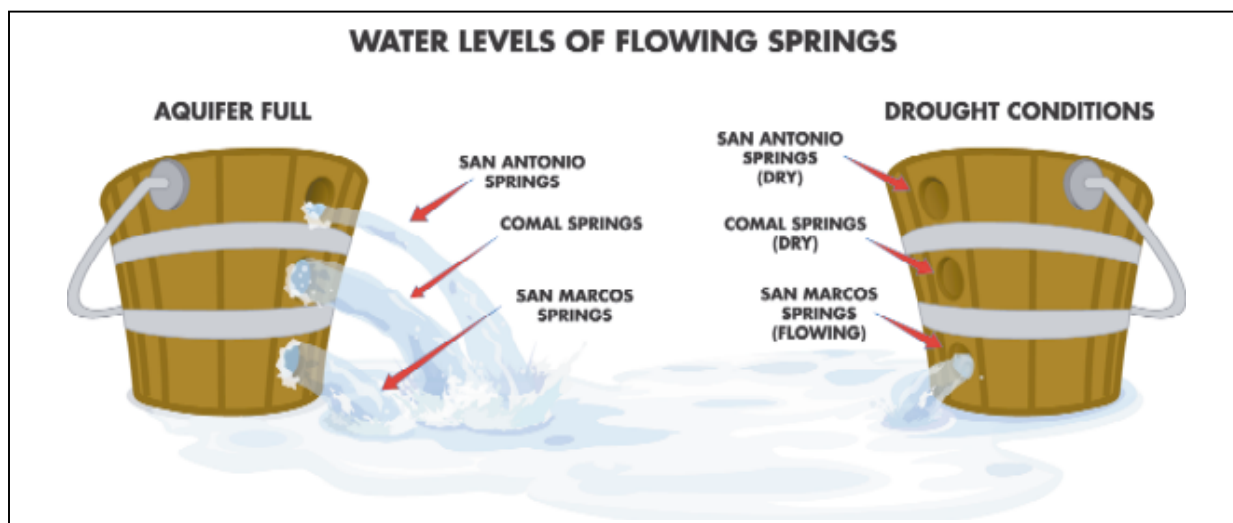 WATER LEVELS OF FLOWING SPRINGS
AQUIFER FULL
SAN ANTONIO
SPRINGS
COMAL SPRINGS
SAN MARCOS
SPRINGS
DROUGHT CONDITIONS
SAN ANTONIO
SPRINGS
(DRY)
COMAL SPRINGS
(DRY)
SAN MARCOS
SPRINGS
(FLOWING)